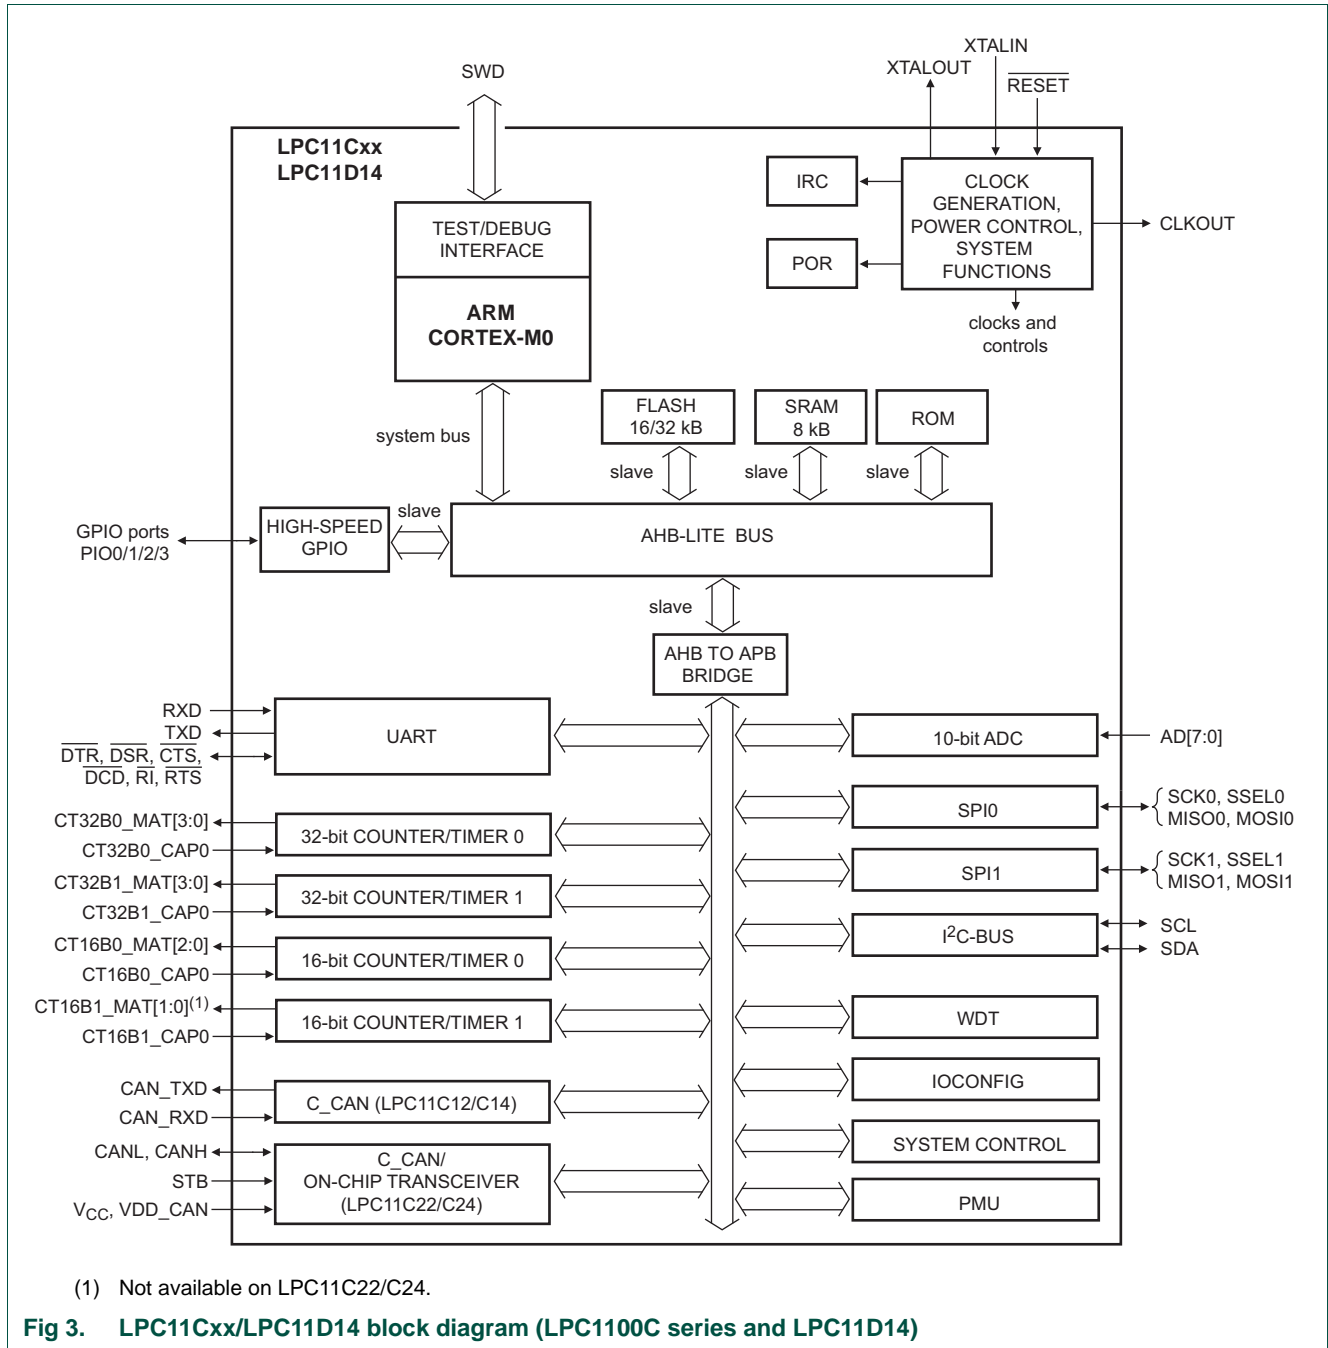 SWD
XTALIN
XTALOUT
RESET
LPC11Cxx
LPC11D14
IRC
POR
CLOCK
GENERATION,
POWER CONTROL,
SYSTEM
FUNCTIONS
CLKOUT
clocks and
controls
TEST/DEBUG
INTERFACE
ARM
CORTEX-M0
system bus
FLASH
16/32 kB
SRAM
8 kB
ROM
slave
slave
slave
GPIO ports
PIO0/1/2/3
HIGH-SPEED
GPIO
slave
AHB-LITE BUS
slave
AHB TO APB
BRIDGE
RXD
TXD
DTR, DSR, CTS,
DCD, RI, RTS
UART
10-bit ADC
AD[7:0]
CT32B0_MAT[3:0]
CT32B0_CAP0
32-bit COUNTER/TIMER 0
SPI0
SCK0, SSEL0
MISO0, MOSI0
CT32B1_MAT[3:0]
CT32B1_CAP0
32-bit COUNTER/TIMER 1
SPI1
SCK1, SSEL1
MISO1, MOSI1
CT16B0_MAT[2:0]
CT16B0_CAP0
16-bit COUNTER/TIMER 0
I2C-BUS
SCL
SDA
CT16B1_MAT[1:0](1)
CT16B1_CAP0
16-bit COUNTER/TIMER 1
WDT
IOCONFIG
CAN_TXD
CAN_RXD
C_CAN (LPC11C12/C14)
SYSTEM CONTROL
CANL, CANH
STB
VCC, VDD_CAN
C_CAN/
ON-CHIP TRANSCEIVER
(LPC11C22/C24)
PMU
(1) Not available on LPC11C22/C24.
Fig 3. LPC11Cxx/LPC11D14 block diagram (LPC1100C series and LPC11D14)